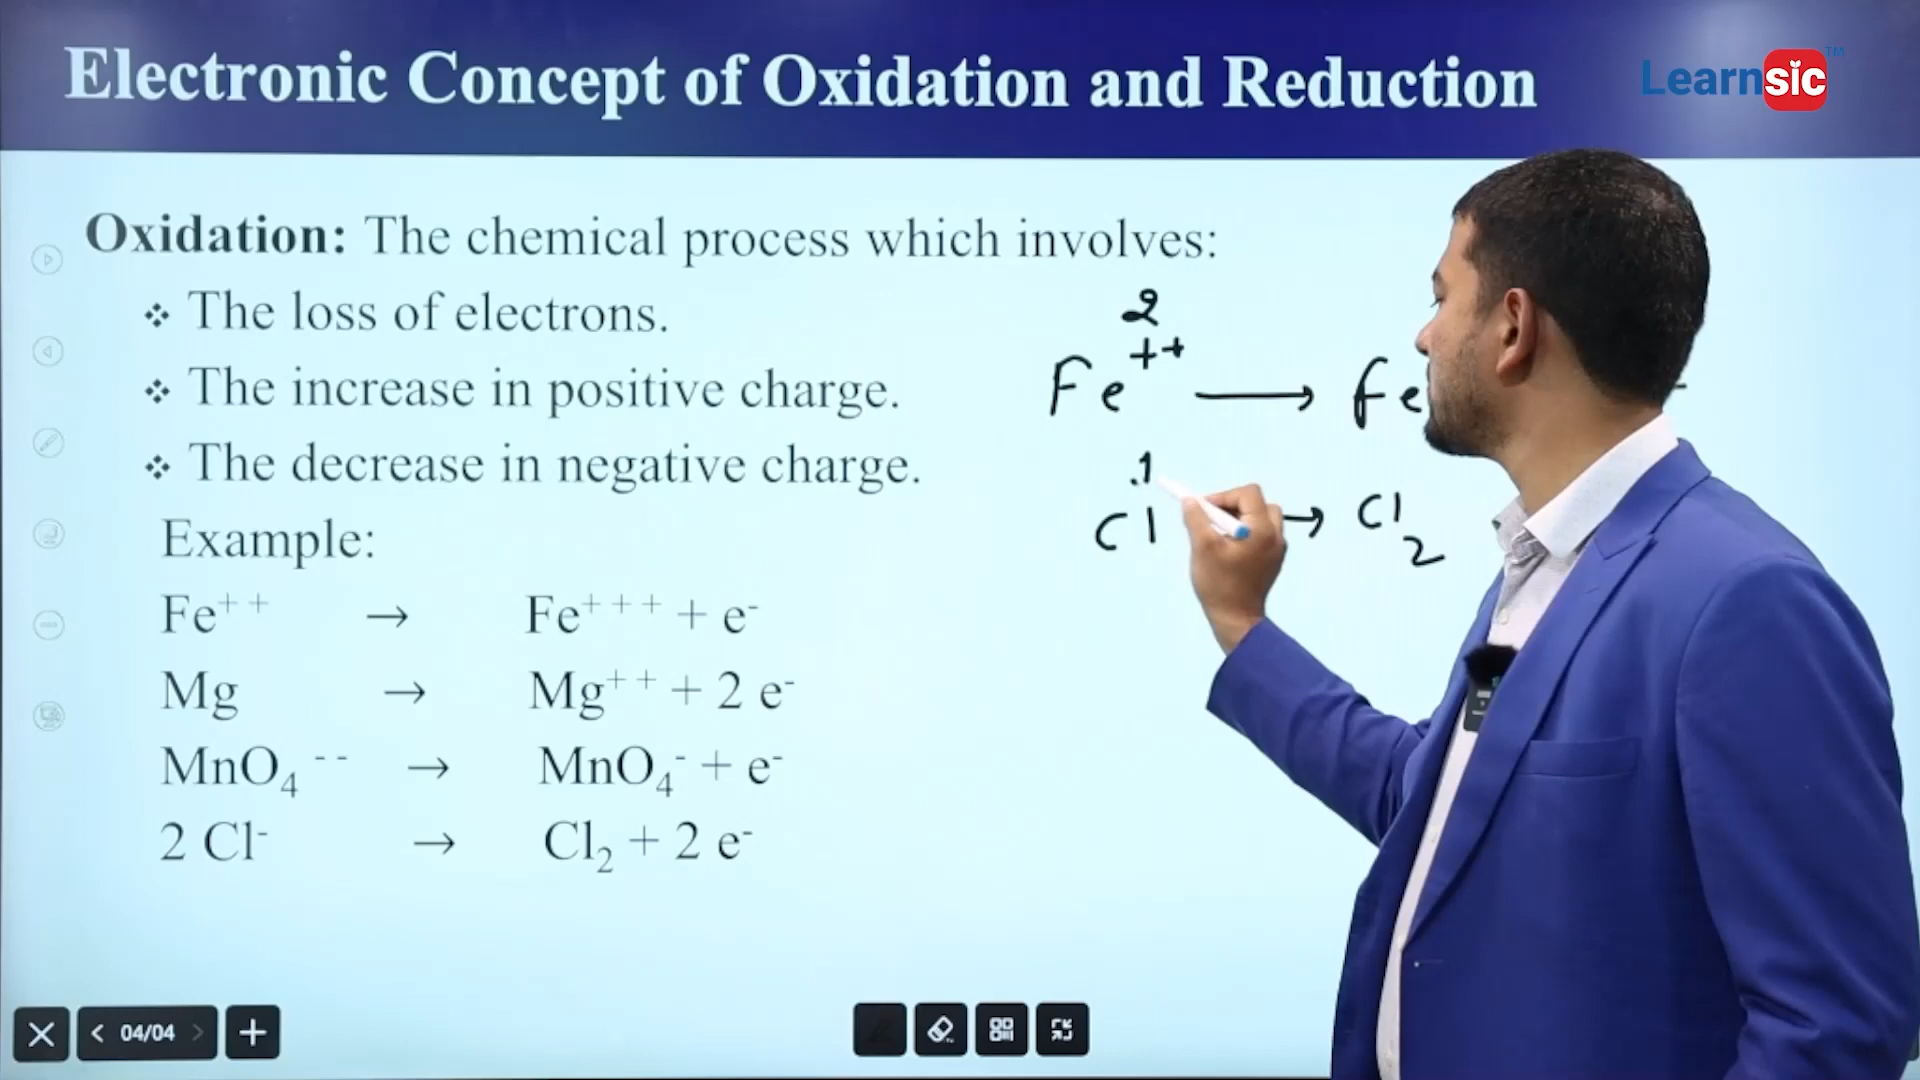 Electronic Concept of Oxidation and Reduction
Learnsic™
Oxidation: The chemical process which involves:
❖ The loss of electrons.
❖ The increase in positive charge.
❖ The decrease in negative charge.
Example:
Fe⁺⁺ → Fe⁺⁺⁺ + e⁻
Mg → Mg⁺⁺ + 2 e⁻
MnO₄⁻⁻ → MnO₄⁻ + e⁻
2 Cl⁻ → Cl₂ + 2 e⁻
2
Fe⁺⁺ → Fe
1
Cl → Cl₂
04/04